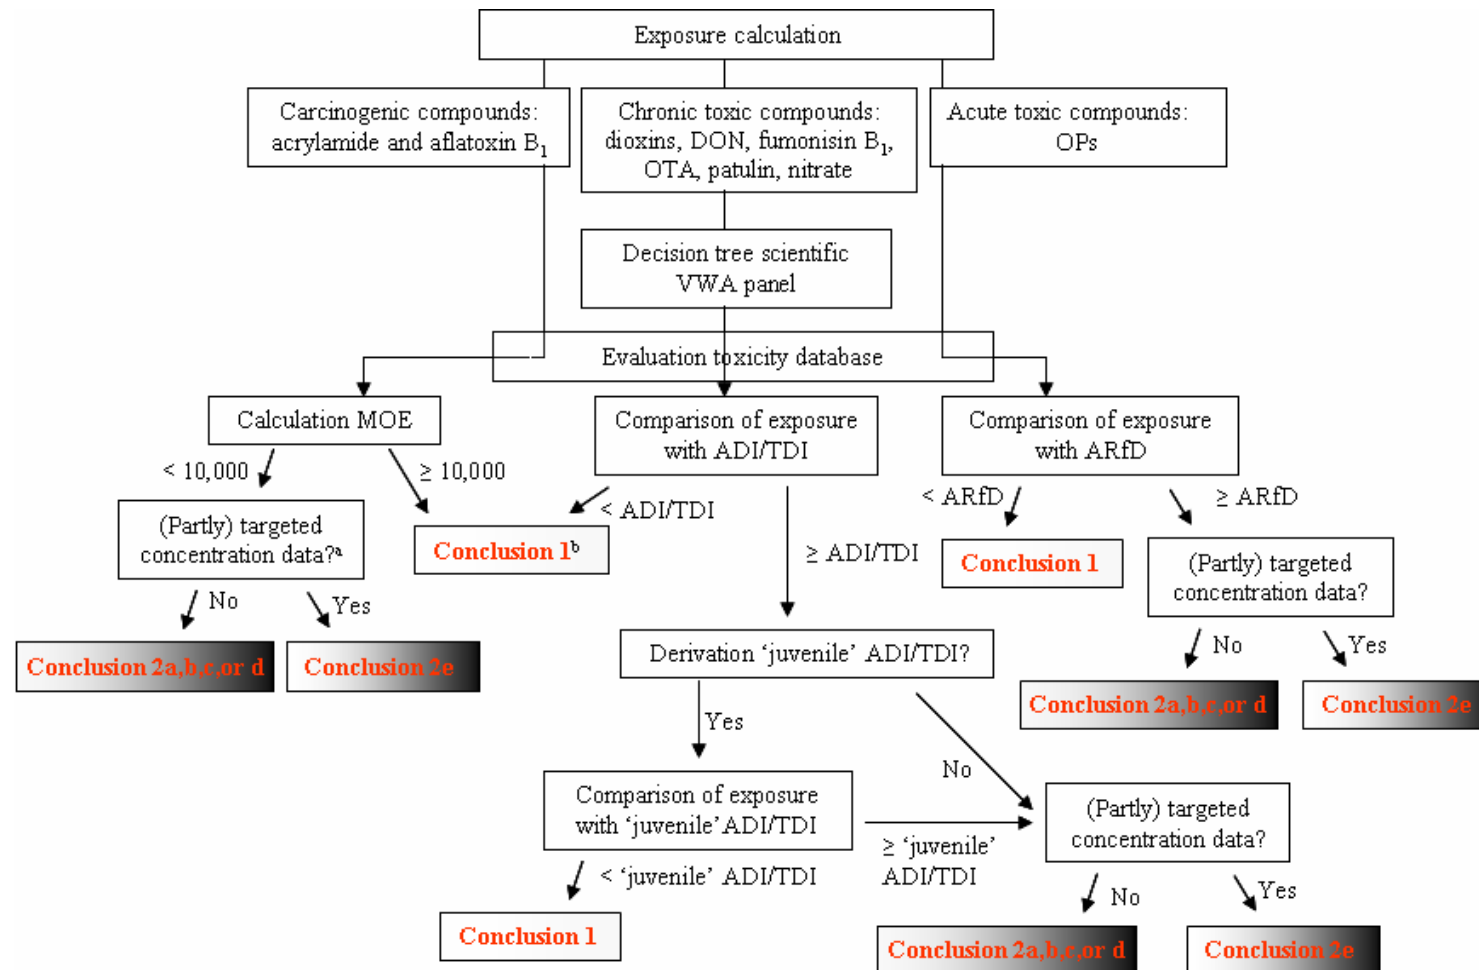 Exposure calculation
Carcinogenic compounds:
acrylamide and aflatoxin B1
Chronic toxic compounds:
dioxins, DON, fumonisin B1,
OTA, patulin, nitrate
Acute toxic compounds:
OPs
Decision tree scientific
VWA panel
Evaluation toxicity database
Calculation MOE
Comparison of exposure
with ADI/TDI
Comparison of exposure
with ARfD
< 10,000
≥ 10,000
< ADI/TDI
≥ ADI/TDI
< ARfD
≥ ARfD
(Partly) targeted
concentration data?a
Conclusion 1b
Conclusion 1
(Partly) targeted
concentration data?
No
Yes
No
Yes
Conclusion 2a,b,c,or d
Conclusion 2e
Derivation ‘juvenile’ ADI/TDI?
Conclusion 2a,b,c,or d
Conclusion 2e
Yes
No
Comparison of exposure
with ‘juvenile’ ADI/TDI
≥ ‘juvenile’
ADI/TDI
(Partly) targeted
concentration data?
< ‘juvenile’ ADI/TDI
No
Yes
Conclusion 1
Conclusion 2a,b,c,or d
Conclusion 2e